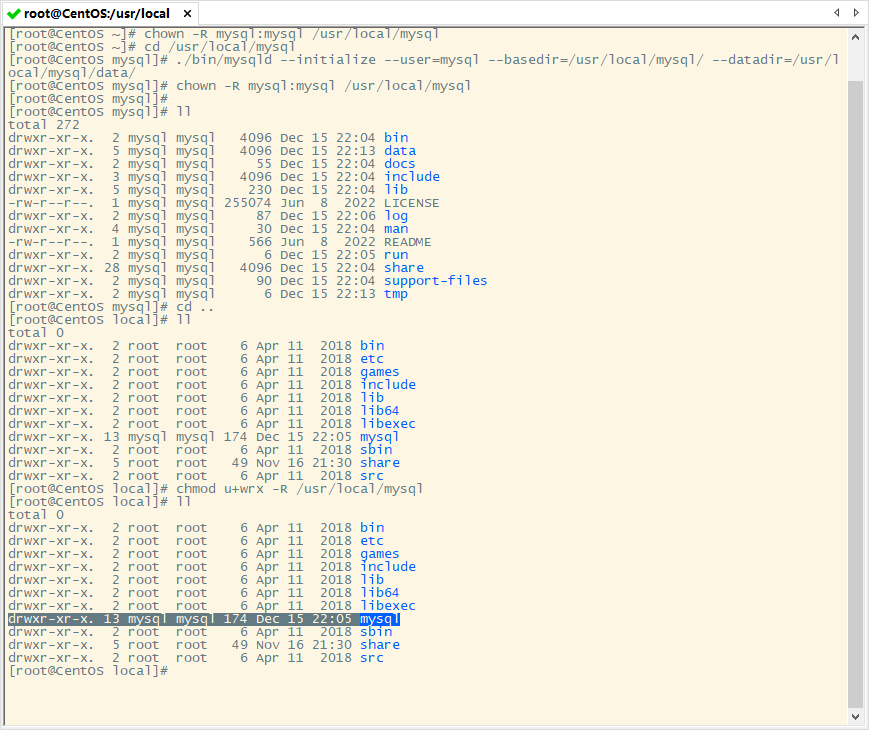 root@CentOS:/usr/local
[root@CentOS ~]# chown -R mysql:mysql /usr/local/mysql
[root@CentOS ~]# cd /usr/local/mysql
[root@CentOS mysql]# ./bin/mysqld --initialize --user=mysql --basedir=/usr/local/mysql/ --datadir=/usr/l
ocal/mysql/data/
[root@CentOS mysql]# chown -R mysql:mysql /usr/local/mysql
[root@CentOS mysql]#
[root@CentOS mysql]# ll
total 272
drwxr-xr-x.  2 mysql mysql   4096 Dec 15 22:04 bin
drwxr-xr-x.  5 mysql mysql   4096 Dec 15 22:13 data
drwxr-xr-x.  2 mysql mysql     55 Dec 15 22:04 docs
drwxr-xr-x.  3 mysql mysql   4096 Dec 15 22:04 include
drwxr-xr-x.  5 mysql mysql    230 Dec 15 22:04 lib
-rw-r--r--.  1 mysql mysql 255074 Jun  8  2022 LICENSE
drwxr-xr-x.  2 mysql mysql     87 Dec 15 22:06 log
drwxr-xr-x.  4 mysql mysql     30 Dec 15 22:04 man
-rw-r--r--.  1 mysql mysql    566 Jun  8  2022 README
drwxr-xr-x.  2 mysql mysql      6 Dec 15 22:05 run
drwxr-xr-x. 28 mysql mysql   4096 Dec 15 22:04 share
drwxr-xr-x.  2 mysql mysql     90 Dec 15 22:04 support-files
drwxr-xr-x.  2 mysql mysql      6 Dec 15 22:13 tmp
[root@CentOS mysql]# cd ..
[root@CentOS local]# ll
total 0
drwxr-xr-x.  2 root  root    6 Apr 11  2018 bin
drwxr-xr-x.  2 root  root    6 Apr 11  2018 etc
drwxr-xr-x.  2 root  root    6 Apr 11  2018 games
drwxr-xr-x.  2 root  root    6 Apr 11  2018 include
drwxr-xr-x.  2 root  root    6 Apr 11  2018 lib
drwxr-xr-x.  2 root  root    6 Apr 11  2018 lib64
drwxr-xr-x.  2 root  root    6 Apr 11  2018 libexec
drwxr-xr-x. 13 mysql mysql 174 Dec 15 22:05 mysql
drwxr-xr-x.  2 root  root    6 Apr 11  2018 sbin
drwxr-xr-x.  5 root  root   49 Nov 16 21:30 share
drwxr-xr-x.  2 root  root    6 Apr 11  2018 src
[root@CentOS local]# chmod u+wrx -R /usr/local/mysql
[root@CentOS local]# ll
total 0
drwxr-xr-x.  2 root  root    6 Apr 11  2018 bin
drwxr-xr-x.  2 root  root    6 Apr 11  2018 etc
drwxr-xr-x.  2 root  root    6 Apr 11  2018 games
drwxr-xr-x.  2 root  root    6 Apr 11  2018 include
drwxr-xr-x.  2 root  root    6 Apr 11  2018 lib
drwxr-xr-x.  2 root  root    6 Apr 11  2018 lib64
drwxr-xr-x.  2 root  root    6 Apr 11  2018 libexec
drwxr-xr-x. 13 mysql mysql 174 Dec 15 22:05 mysql
drwxr-xr-x.  2 root  root    6 Apr 11  2018 sbin
drwxr-xr-x.  5 root  root   49 Nov 16 21:30 share
drwxr-xr-x.  2 root  root    6 Apr 11  2018 src
[root@CentOS local]#